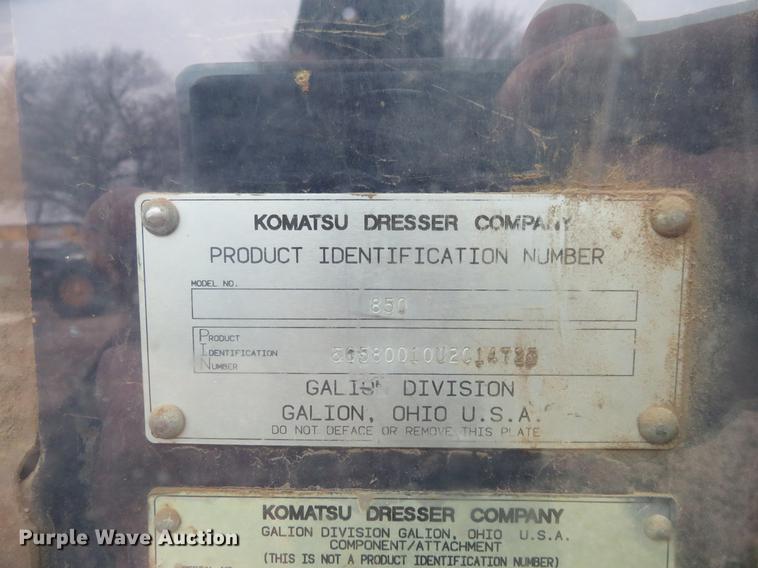 KOMATSU DRESSER COMPANY
PRODUCT IDENTIFICATION NUMBER
MODEL NO.
850
PRODUCT
IDENTIFICATION
NUMBER
GALION DIVISION
GALION, OHIO U.S.A.
DO NOT DEFACE OR REMOVE THIS PLATE
KOMATSU DRESSER COMPANY
GALION DIVISION GALION, OHIO U.S.A.
COMPONENT/ATTACHMENT
(THIS IS NOT A PRODUCT IDENTIFICATION NUMBER)
Purple Wave Auction